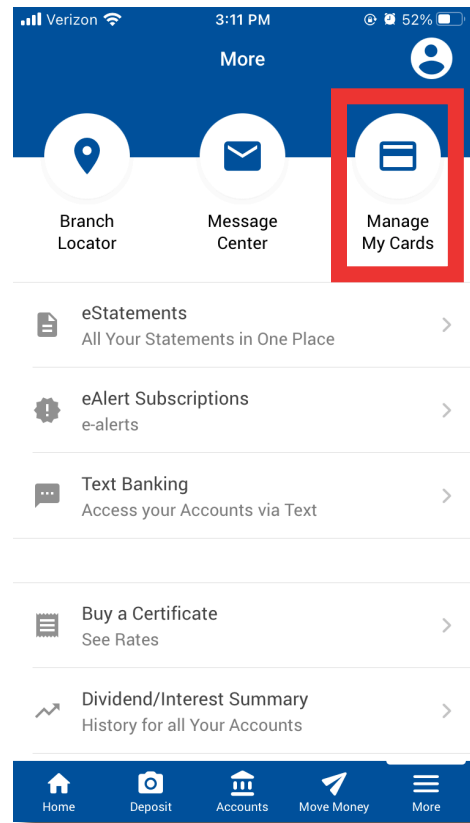 Verizon 3:11 PM 52%
More
Branch Locator
Message Center
Manage My Cards
eStatements
All Your Statements in One Place
eAlert Subscriptions
e-alerts
Text Banking
Access your Accounts via Text
Buy a Certificate
See Rates
Dividend/Interest Summary
History for all Your Accounts
Home Deposit Accounts Move Money More